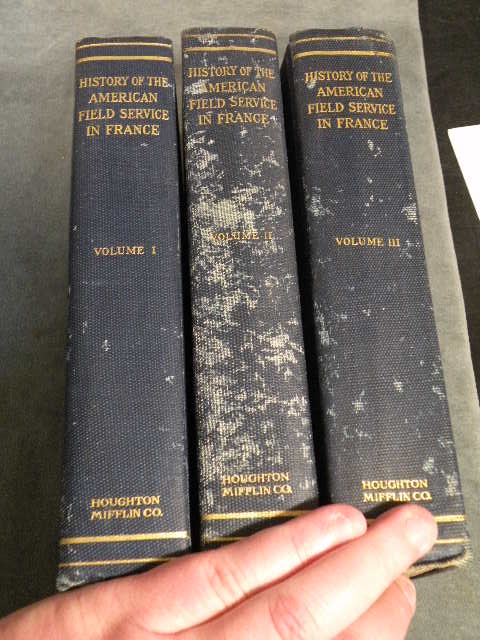 HISTORY OF THE
AMERICAN
FIELD SERVICE
IN FRANCE
VOLUME I
HOUGHTON
MIFFLIN CO.
HISTORY OF THE
AMERICAN
FIELD SERVICE
IN FRANCE
VOLUME II
HOUGHTON
MIFFLIN CO.
HISTORY OF THE
AMERICAN
FIELD SERVICE
IN FRANCE
VOLUME III
HOUGHTON
MIFFLIN CO.